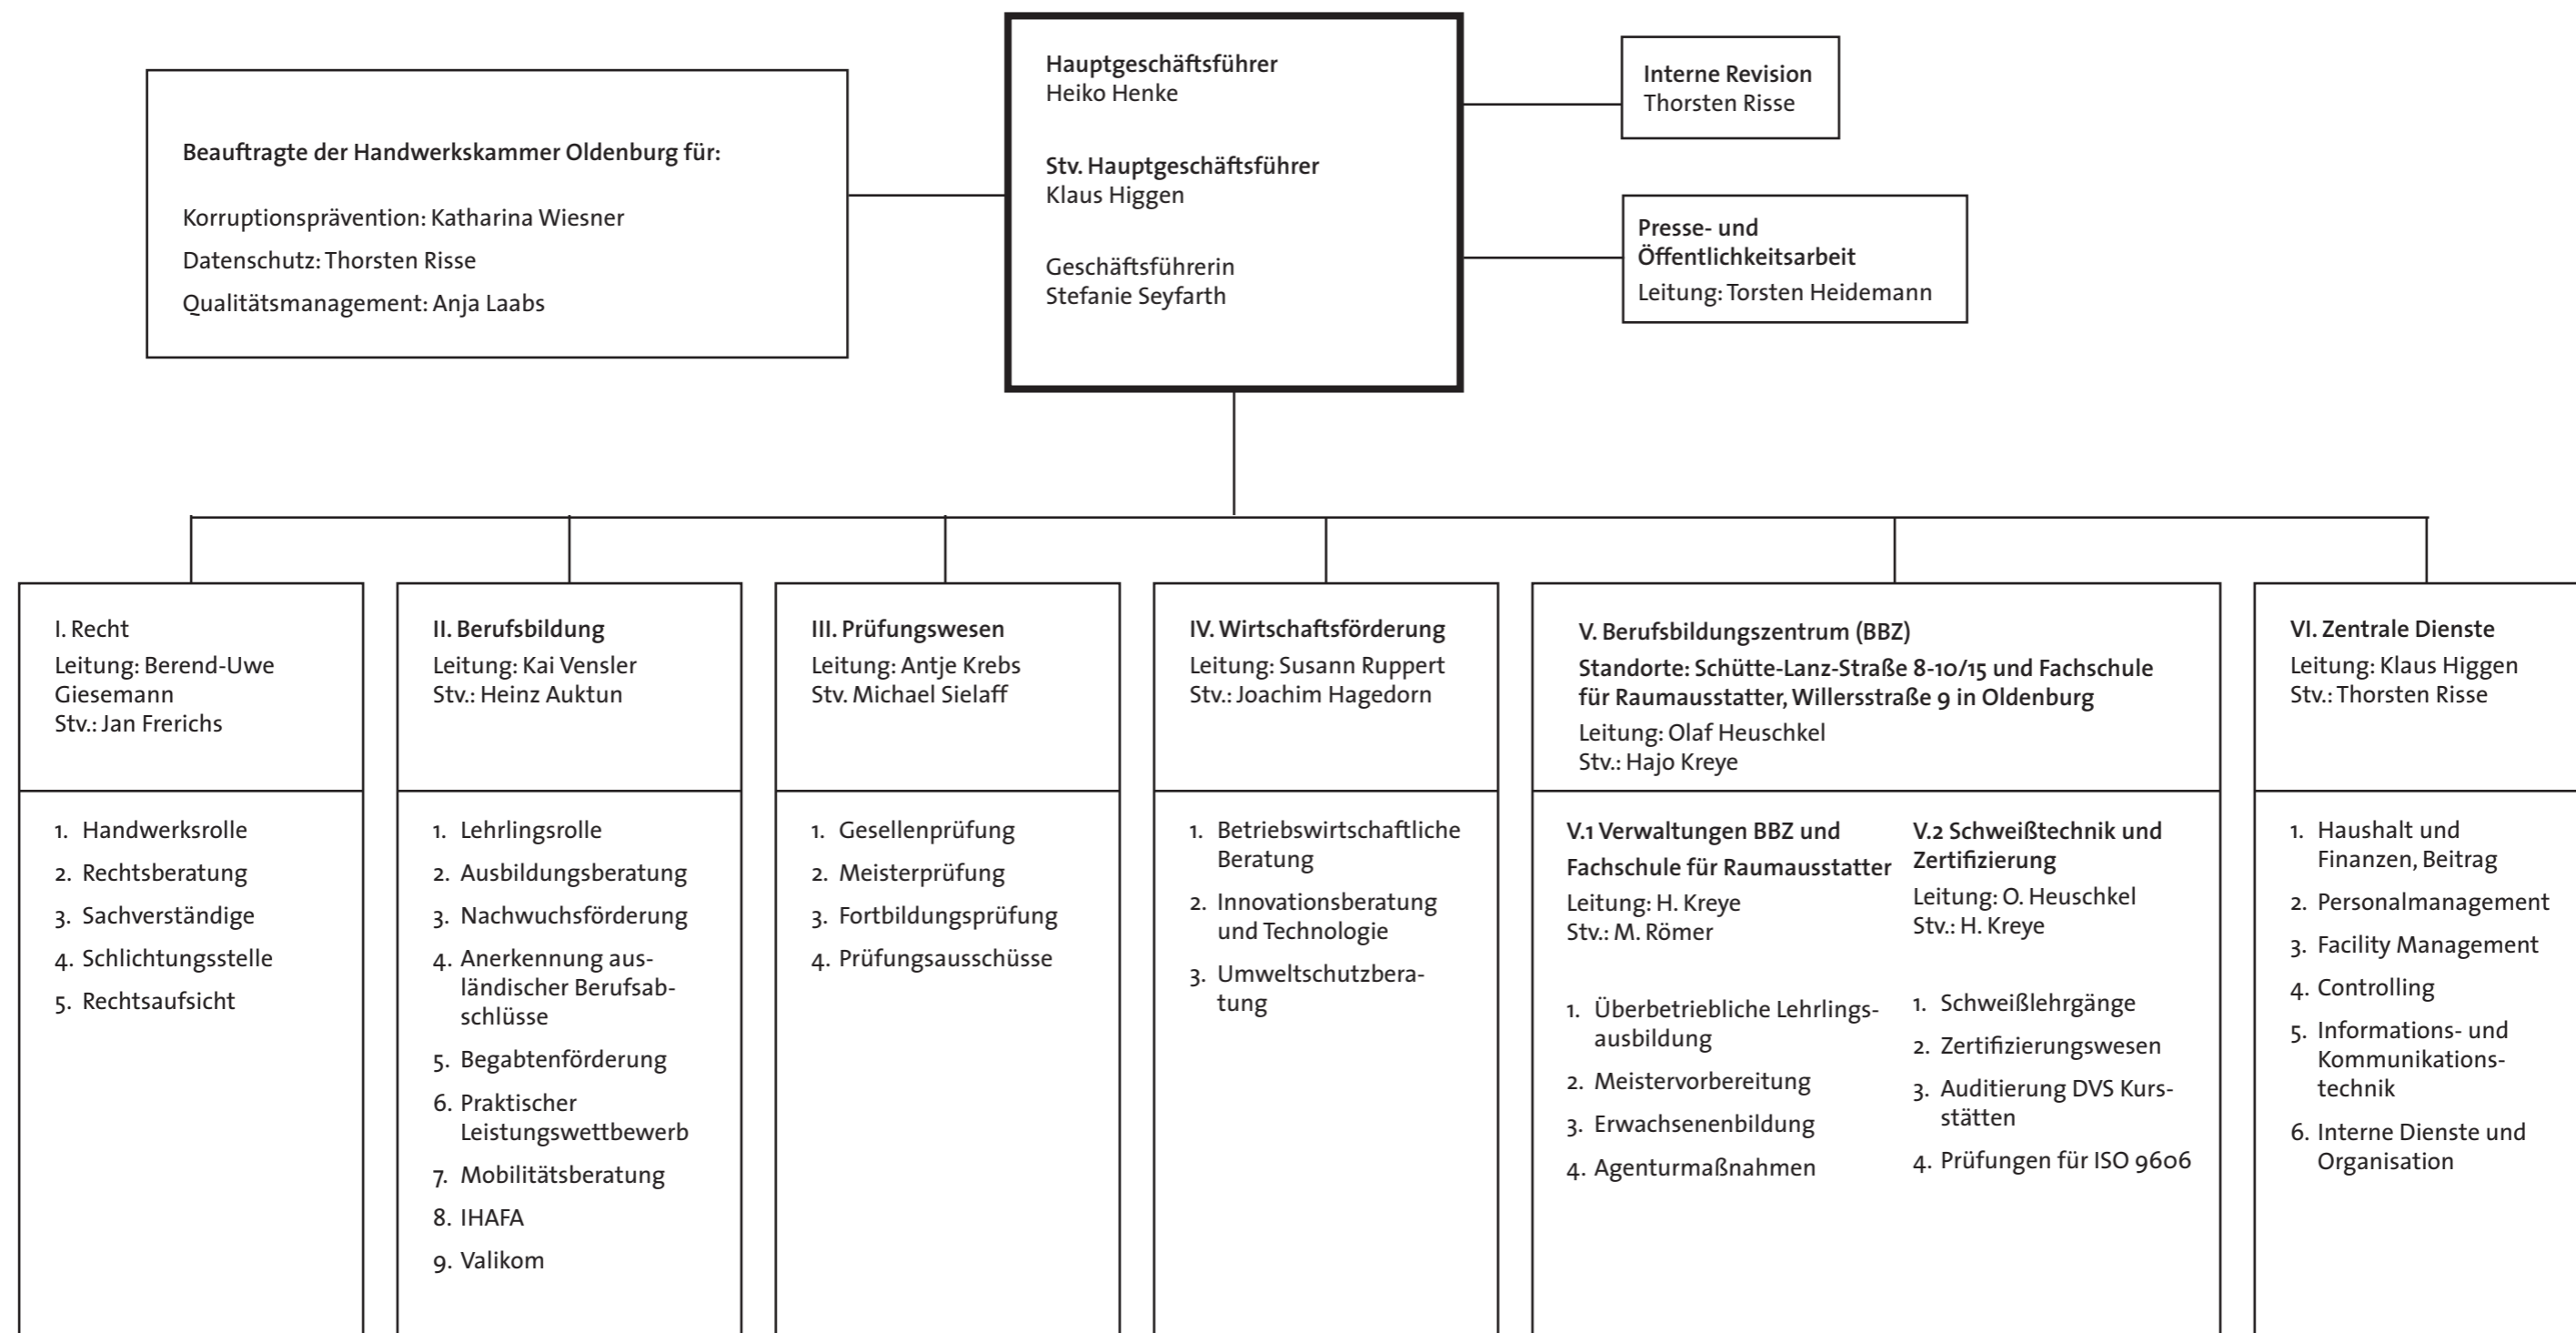 Beauftragte der Handwerkskammer Oldenburg für:
Korruptionsprävention: Katharina Wiesner
Datenschutz: Thorsten Risse
Qualitätsmanagement: Anja Laabs
Hauptgeschäftsführer
Heiko Henke
Stv. Hauptgeschäftsführer
Klaus Higgen
Geschäftsführerin
Stefanie Seyfarth
Interne Revision
Thorsten Risse
Presse- und
Öffentlichkeitsarbeit
Leitung: Torsten Heidemann
I. Recht
Leitung: Berend-Uwe
Giesemann
Stv.: Jan Frerichs
1. Handwerksrolle
2. Rechtsberatung
3. Sachverständige
4. Schlichtungsstelle
5. Rechtsaufsicht
II. Berufsbildung
Leitung: Kai Vensler
Stv.: Heinz Auktun
1. Lehrlingsrolle
2. Ausbildungsberatung
3. Nachwuchsförderung
4. Anerkennung aus-
ländischer Berufsab-
schlüsse
5. Begabtenförderung
6. Praktischer
Leistungswettbewerb
7. Mobilitätsberatung
8. IHAFA
9. Valikom
III. Prüfungswesen
Leitung: Antje Krebs
Stv. Michael Sielaff
1. Gesellenprüfung
2. Meisterprüfung
3. Fortbildungsprüfung
4. Prüfungsausschüsse
IV. Wirtschaftsförderung
Leitung: Susann Ruppert
Stv.: Joachim Hagedorn
1. Betriebswirtschaftliche
Beratung
2. Innovationsberatung
und Technologie
3. Umweltschutzbera-
tung
V. Berufsbildungszentrum (BBZ)
Standorte: Schütte-Lanz-Straße 8-10/15 und Fachschule
für Raumausstatter, Willersstraße 9 in Oldenburg
Leitung: Olaf Heuschkel
Stv.: Hajo Kreye
V.1 Verwaltungen BBZ und
Fachschule für Raumausstatter
Leitung: H. Kreye
Stv.: M. Römer
1. Überbetriebliche Lehrlings-
ausbildung
2. Meistervorbereitung
3. Erwachsenenbildung
4. Agenturmaßnahmen
V.2 Schweißtechnik und
Zertifizierung
Leitung: O. Heuschkel
Stv.: H. Kreye
1. Schweißlehrgänge
2. Zertifizierungswesen
3. Auditierung DVS Kurs-
stätten
4. Prüfungen für ISO 9606
VI. Zentrale Dienste
Leitung: Klaus Higgen
Stv.: Thorsten Risse
1. Haushalt und
Finanzen, Beitrag
2. Personalmanagement
3. Facility Management
4. Controlling
5. Informations- und
Kommunikations-
technik
6. Interne Dienste und
Organisation